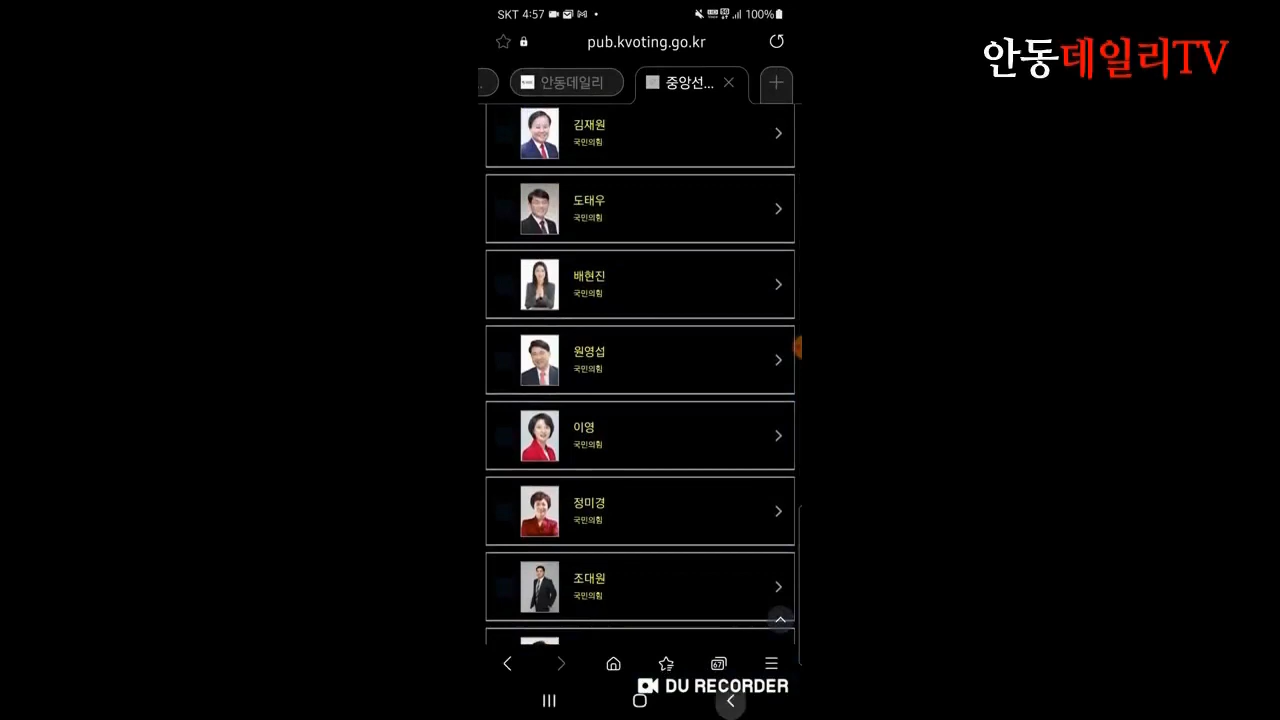 SKT 4:57
100%
pub.kvoting.go.kr
안동데일리TV
안동데일리
중앙선...
김재원
국민의힘
도태우
국민의힘
배현진
국민의힘
원영섭
국민의힘
이영
국민의힘
정미경
국민의힘
조대원
국민의힘
67
DU RECORDER